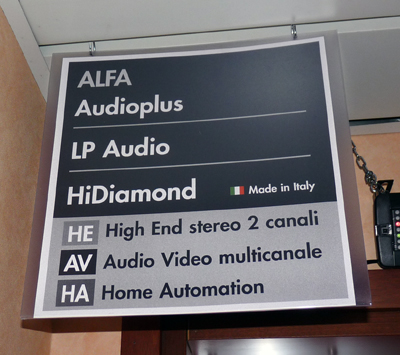 ALFA
Audioplus
LP Audio
HiDiamond Made in Italy
HE High End stereo 2 canali
AV Audio Video multicanale
HA Home Automation